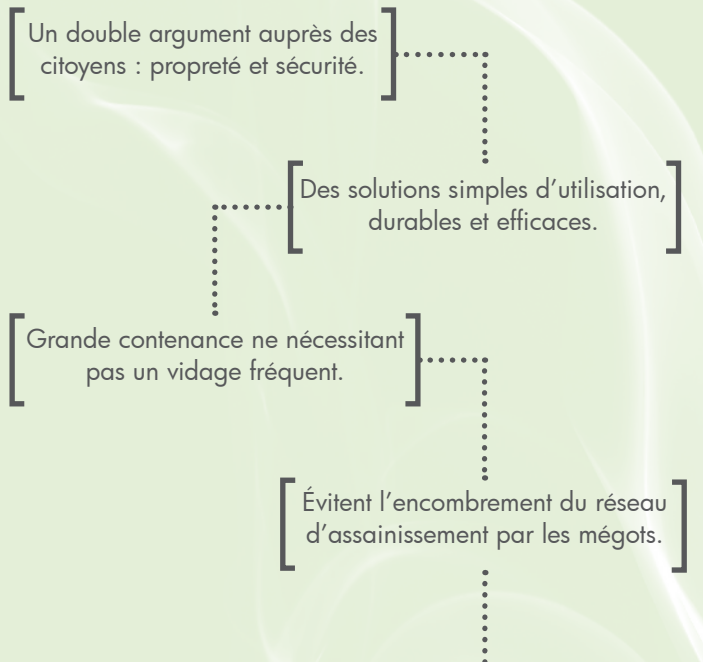 Un double argument auprès des
citoyens : propreté et sécurité.
Des solutions simples d’utilisation,
durables et efficaces.
Grande contenance ne nécessitant
pas un vidage fréquent.
Évitent l’encombrement du réseau
d’assainissement par les mégots.